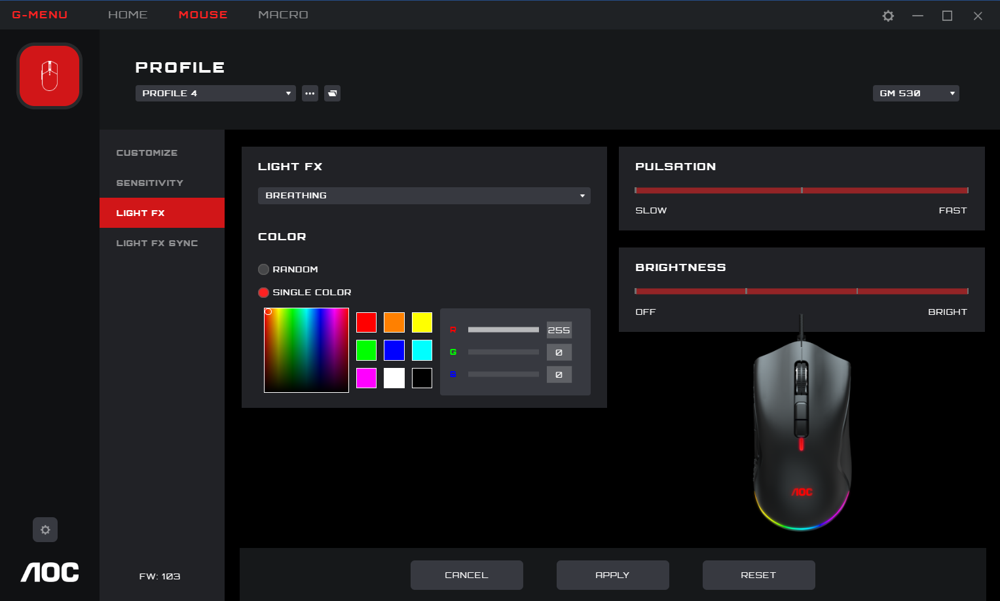 G-MENU HOME MOUSE MACRO
PROFILE
PROFILE 4
GM 530
CUSTOMIZE
SENSITIVITY
LIGHT FX
LIGHT FX SYNC
FW: 103
LIGHT FX
BREATHING
COLOR
RANDOM
SINGLE COLOR
R 255
G 0
B 0
PULSATION
SLOW FAST
BRIGHTNESS
OFF BRIGHT
AOC
AOC
CANCEL APPLY RESET